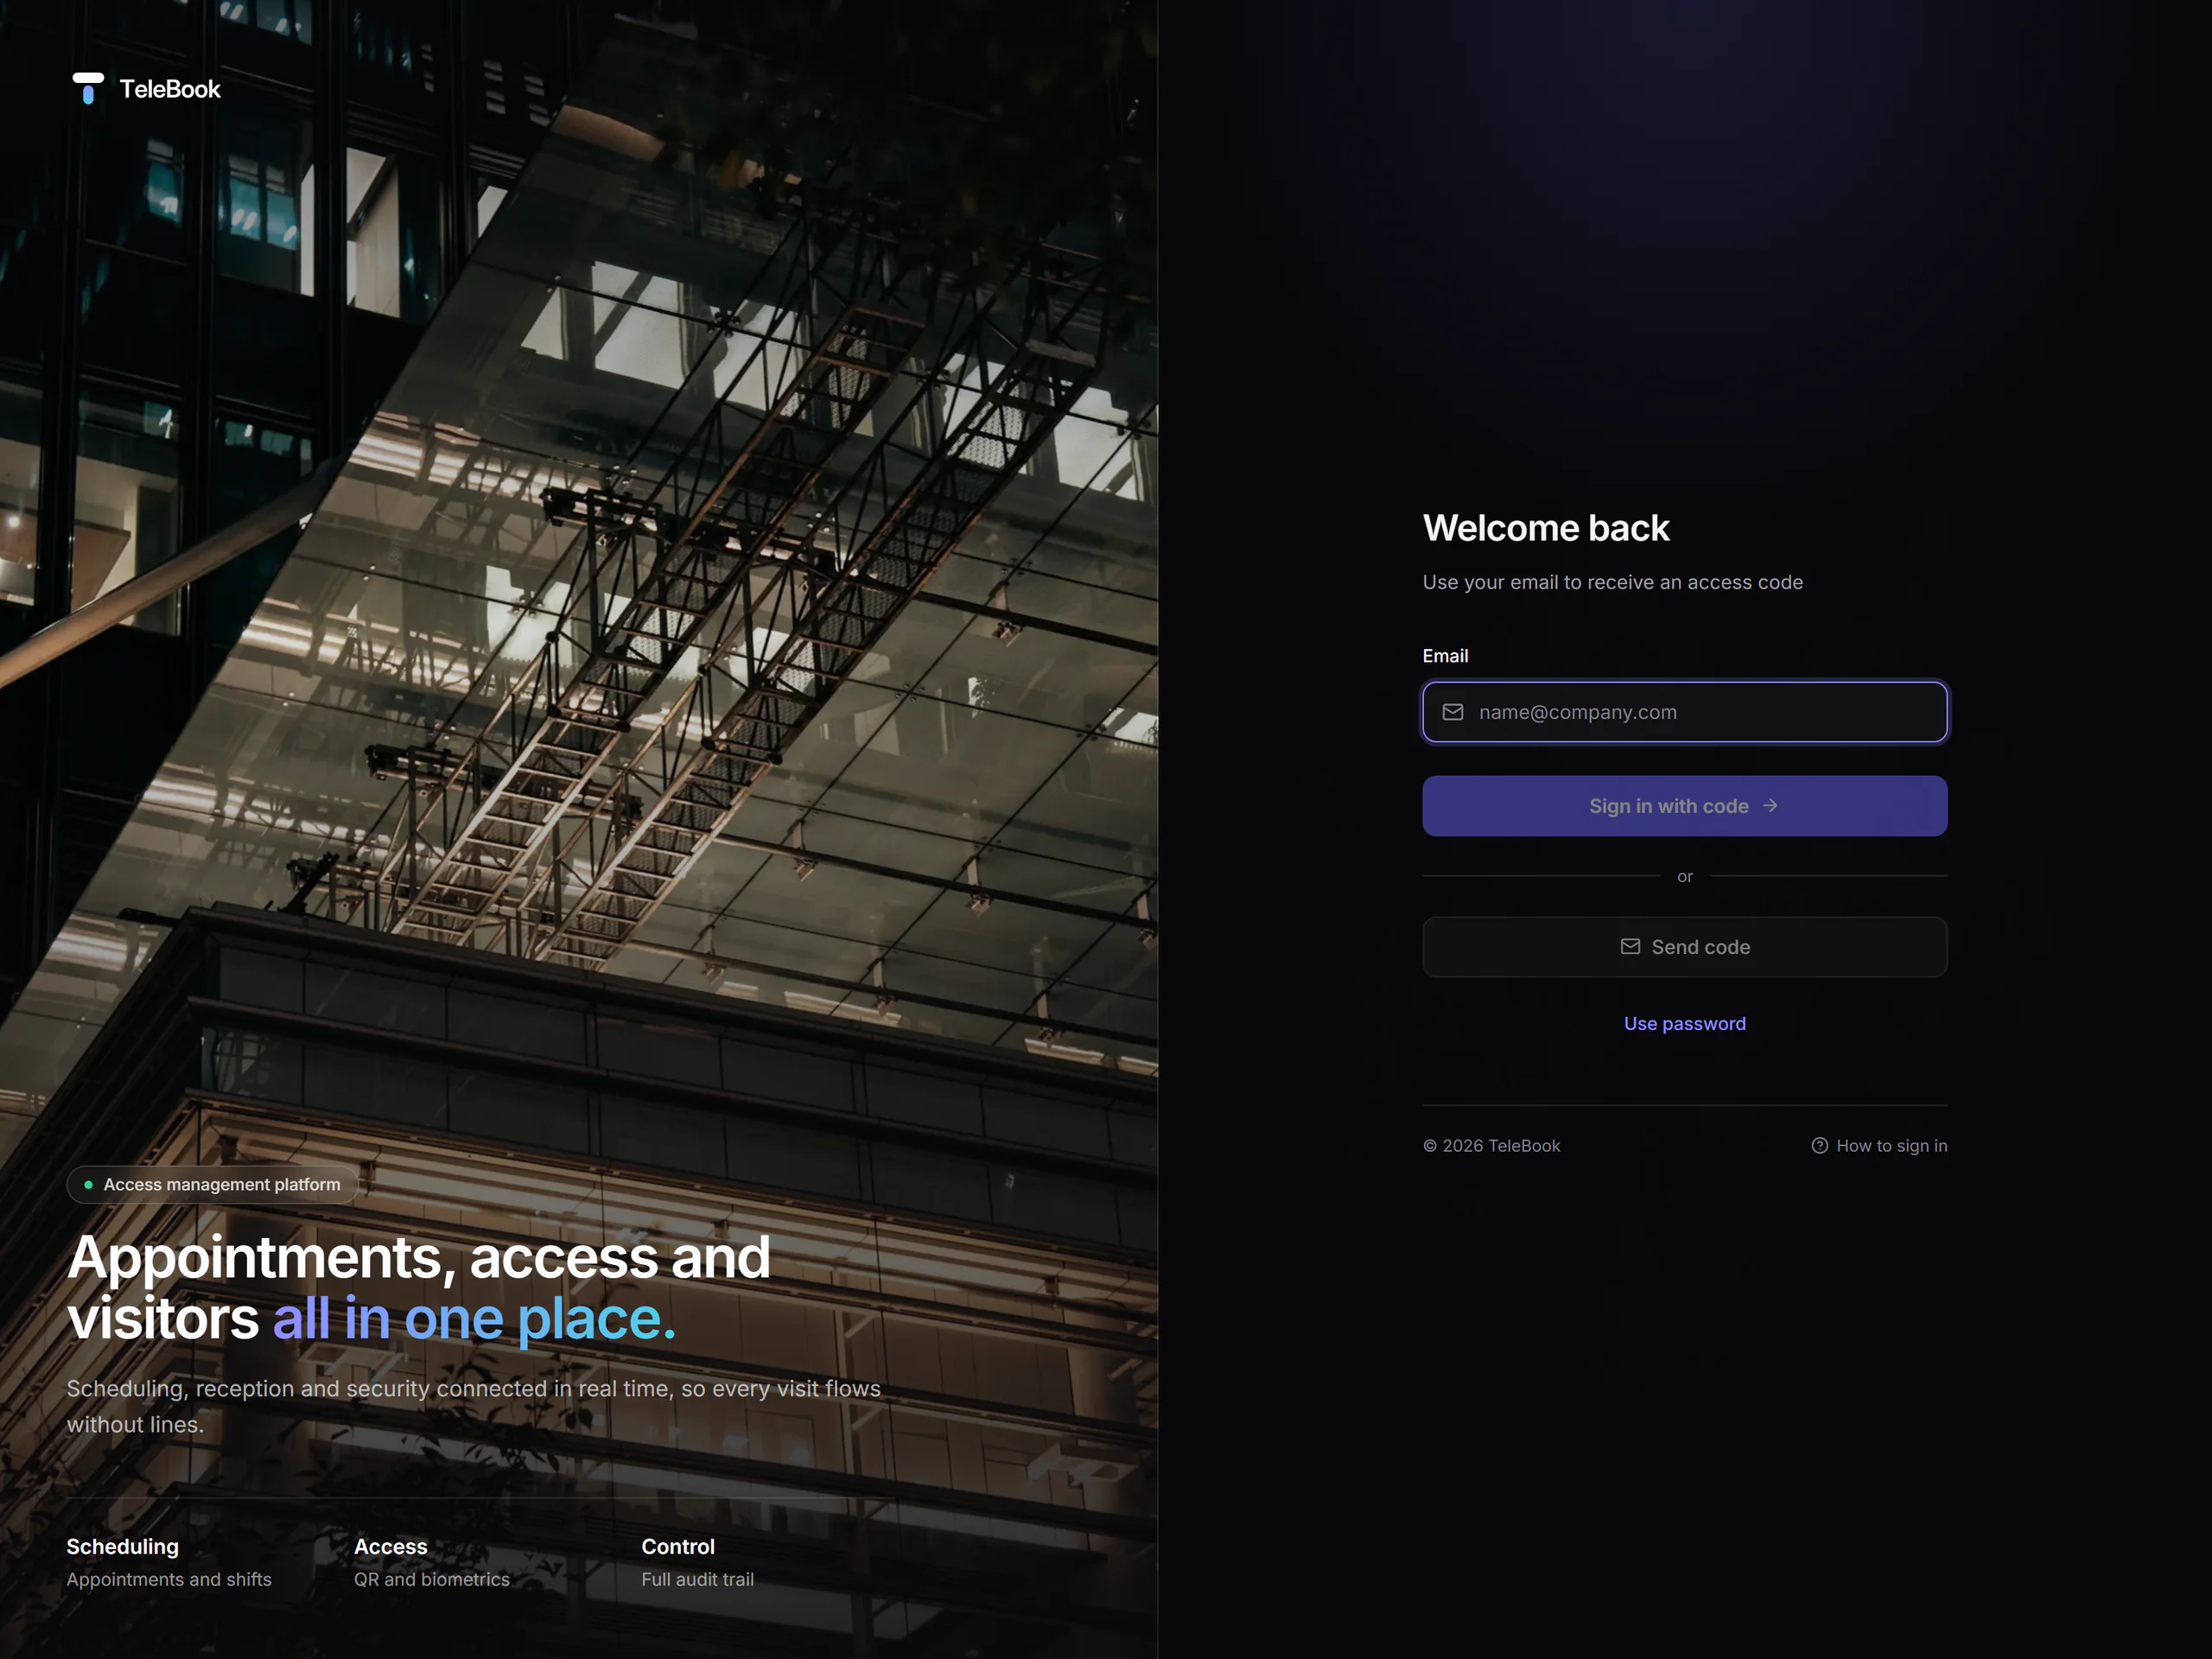 TeleBook
Access management platform
Appointments, access and
visitors all in one place.
Scheduling, reception and security connected in real time, so every visit flows
without lines.
Scheduling
Appointments and shifts
Access
QR and biometrics
Control
Full audit trail
Welcome back
Use your email to receive an access code
Email
name@company.com
Sign in with code
or
Send code
Use password
© 2026 TeleBook
How to sign in